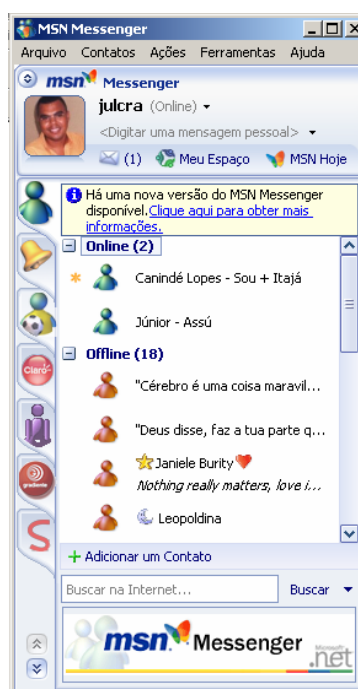 MSN Messenger
Arquivo Contatos Ações Ferramentas Ajuda
msn Messenger
julcra (Online)
<Digitar uma mensagem pessoal>
(1) Meu Espaço MSN Hoje
Há uma nova versão do MSN Messenger
disponível.Clique aqui para obter mais
informações.
Online (2)
Canindé Lopes - Sou + Itajá
Júnior - Assú
Offline (18)
Claro
"Cérebro é uma coisa maravil...
"Deus disse, faz a tua parte q...
Janiele Burity
Nothing really matters, love i...
gradiente
Leopoldina
S
Adicionar um Contato
Buscar na Internet... Buscar
msn Messenger
Microsoft
.net